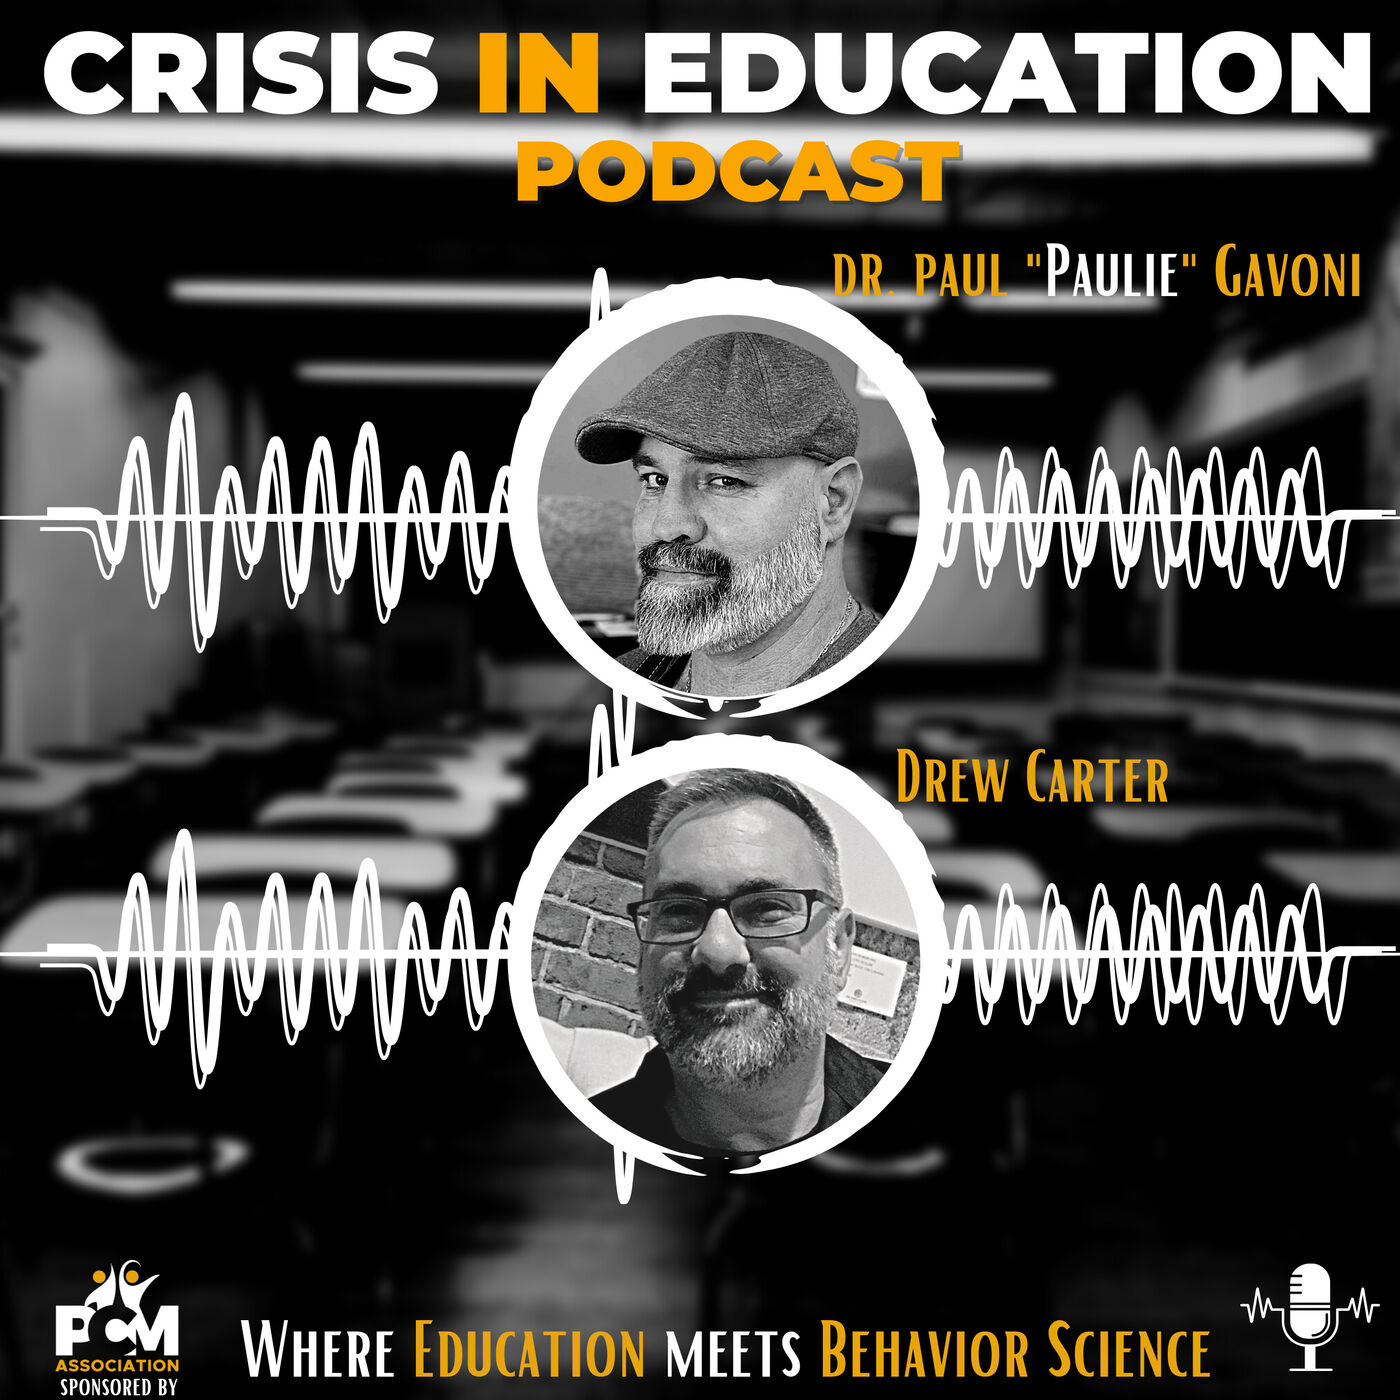 CRISIS IN EDUCATION
PODCAST
DR. PAUL "PAULIE" GAVONI
DREW CARTER
PCM
ASSOCIATION
SPONSORED BY
WHERE EDUCATION MEETS BEHAVIOR SCIENCE